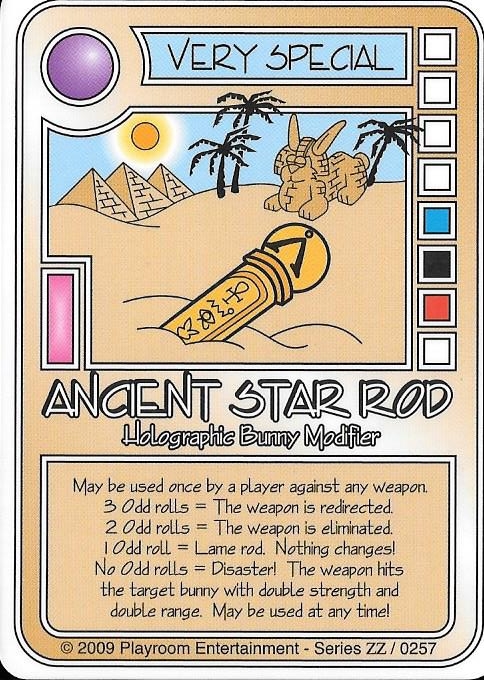 VERY SPECIAL
ANCIENT STAR ROD
Holographic Bunny Modifier
May be used once by a player against any weapon.
3 Odd rolls = The weapon is redirected.
2 Odd rolls = The weapon is eliminated.
1 Odd roll = Lame rod. Nothing changes!
No Odd rolls = Disaster! The weapon hits
the target bunny with double strength and
double range. May be used at any time!
© 2009 Playroom Entertainment - Series ZZ / 0257